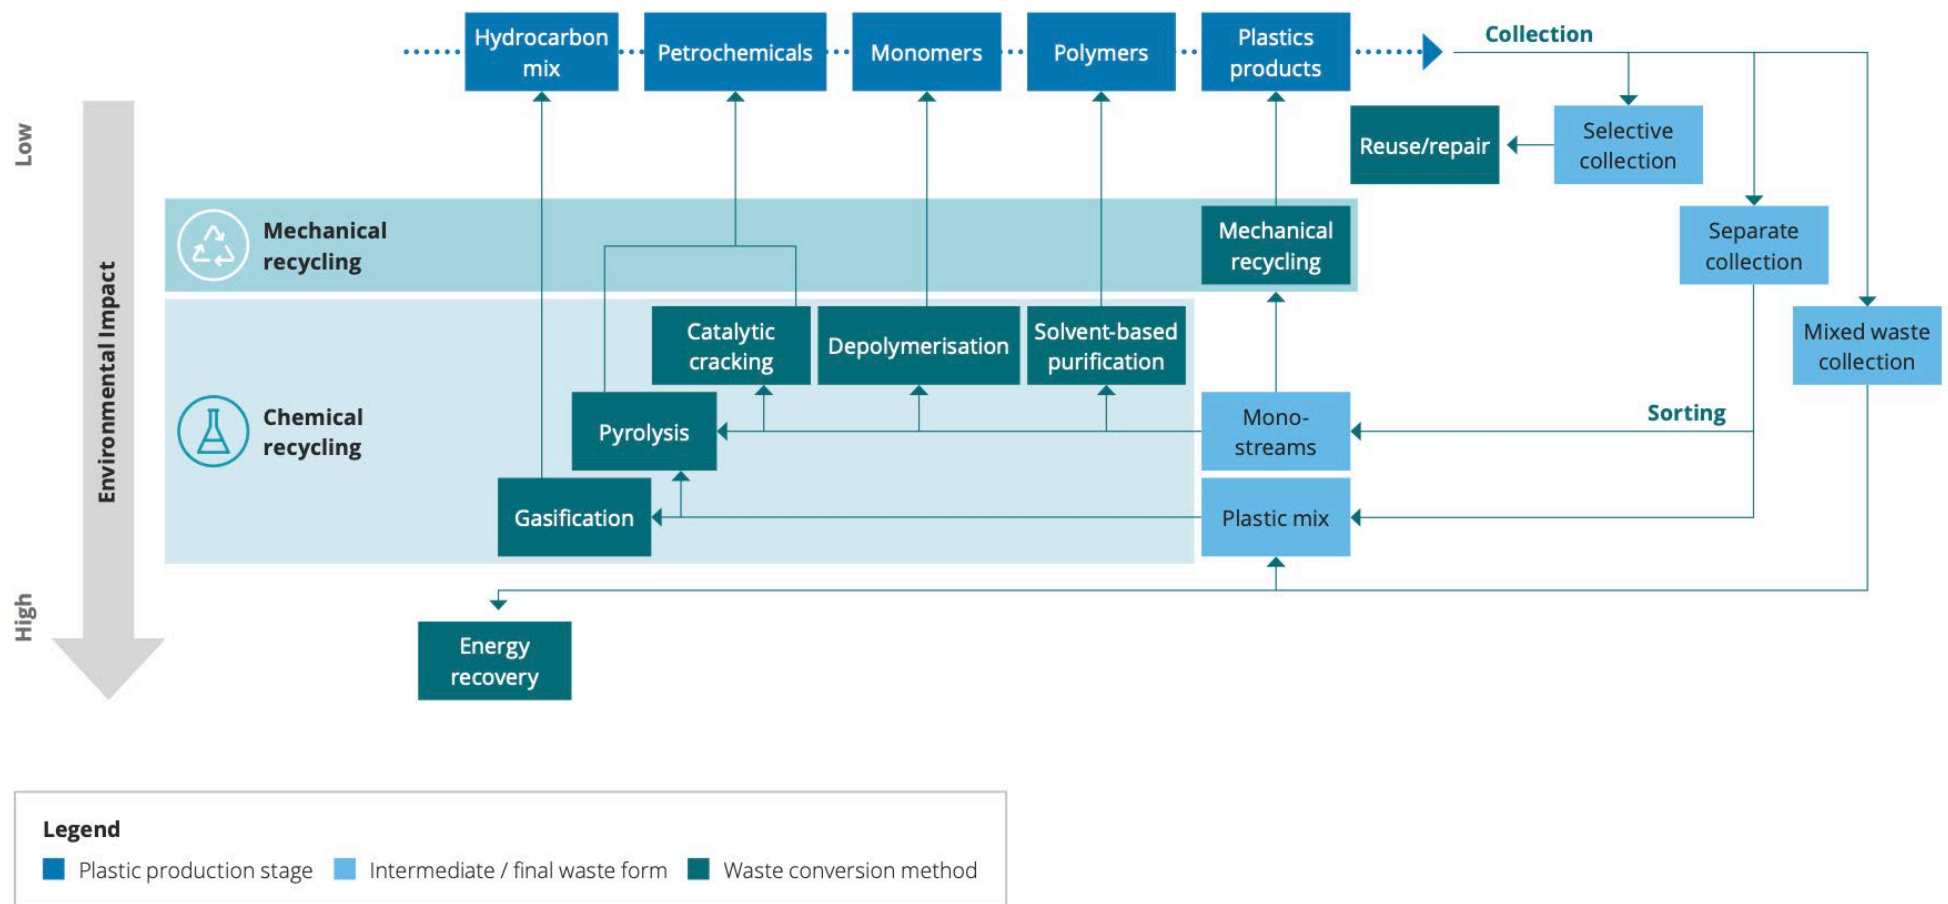 Hydrocarbon
mix
Petrochemicals
Monomers
Polymers
Plastics
products
Collection
Low
Reuse/repair
Selective
collection
Mechanical
recycling
Mechanical
recycling
Separate
collection
Environmental Impact
Catalytic
cracking
Depolymerisation
Solvent-based
purification
Mixed waste
collection
Chemical
recycling
Pyrolysis
Mono-
streams
Sorting
Gasification
Plastic mix
High
Energy
recovery
Legend
Plastic production stage
Intermediate / final waste form
Waste conversion method